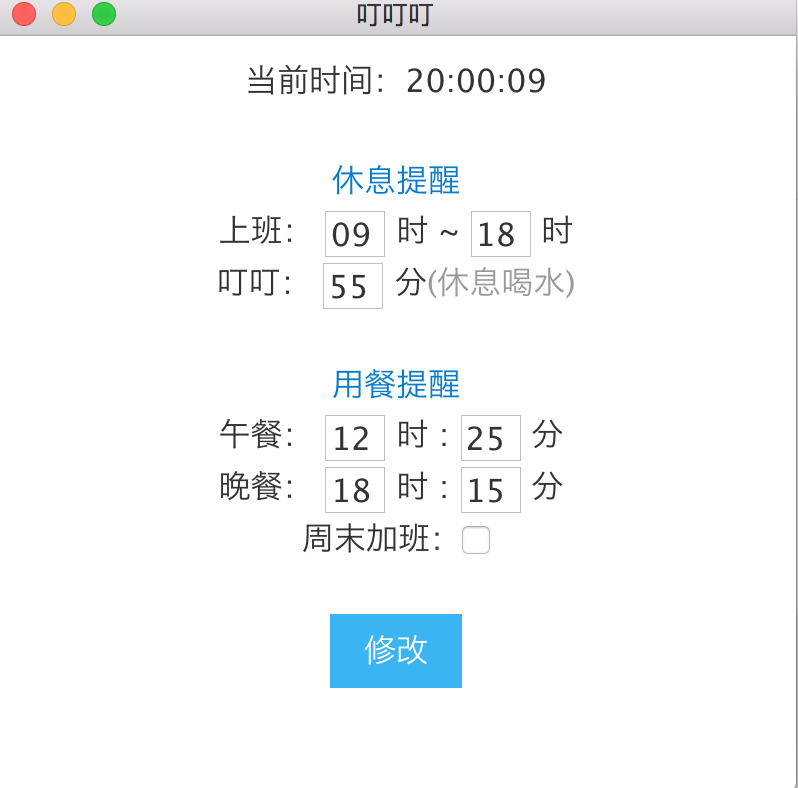 叮叮叮
当前时间：20:00:09
休息提醒
上班： 09 时 ~ 18 时
叮叮： 55 分(休息喝水)
用餐提醒
午餐： 12 时 : 25 分
晚餐： 18 时 : 15 分
周末加班：
修改